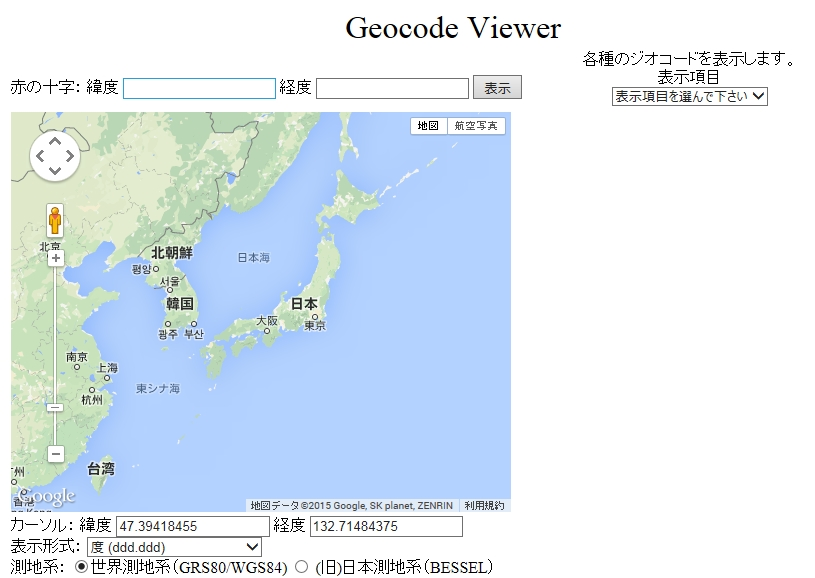 Geocode Viewer
各種のジオコードを表示します。
表示項目
表示項目を選んで下さい
赤の十字: 緯度 経度 表示
地図 航空写真
北京
北朝鮮
평양
서울
韓国
광주 부산
日本海
日本
大阪
東京
南京
上海
杭州
東シナ海
台湾
州
香港
Google
地図データ©2015 Google, SK planet, ZENRIN 利用規約
カーソル: 緯度 47.39418455 経度 132.71484375
表示形式: 度 (ddd.ddd)
測地系: 世界測地系(GRS80/WGS84) (旧)日本測地系(BESSEL)